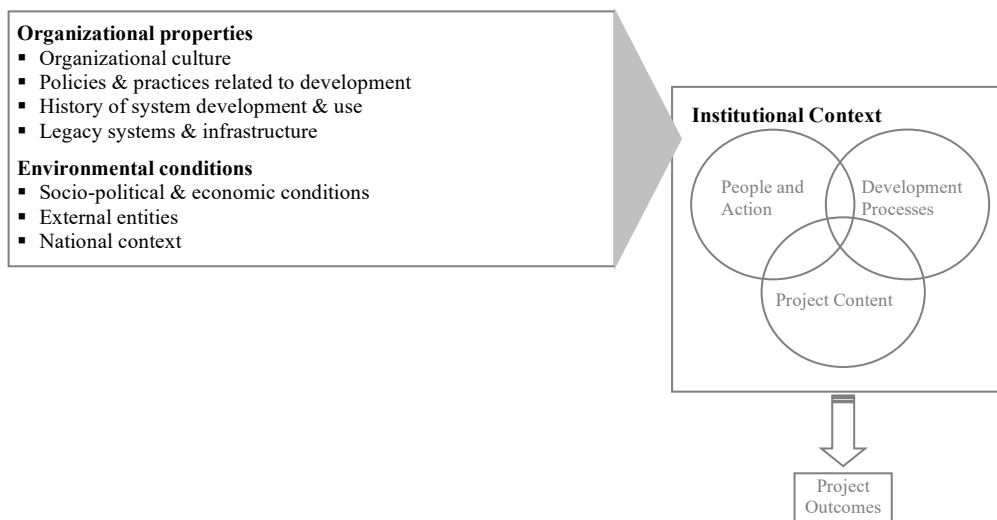 Organizational properties
▪ Organizational culture
▪ Policies & practices related to development
▪ History of system development & use
▪ Legacy systems & infrastructure
Environmental conditions
▪ Socio-political & economic conditions
▪ External entities
▪ National context
Institutional Context
People and
Action
Development
Processes
Project Content
Project
Outcomes